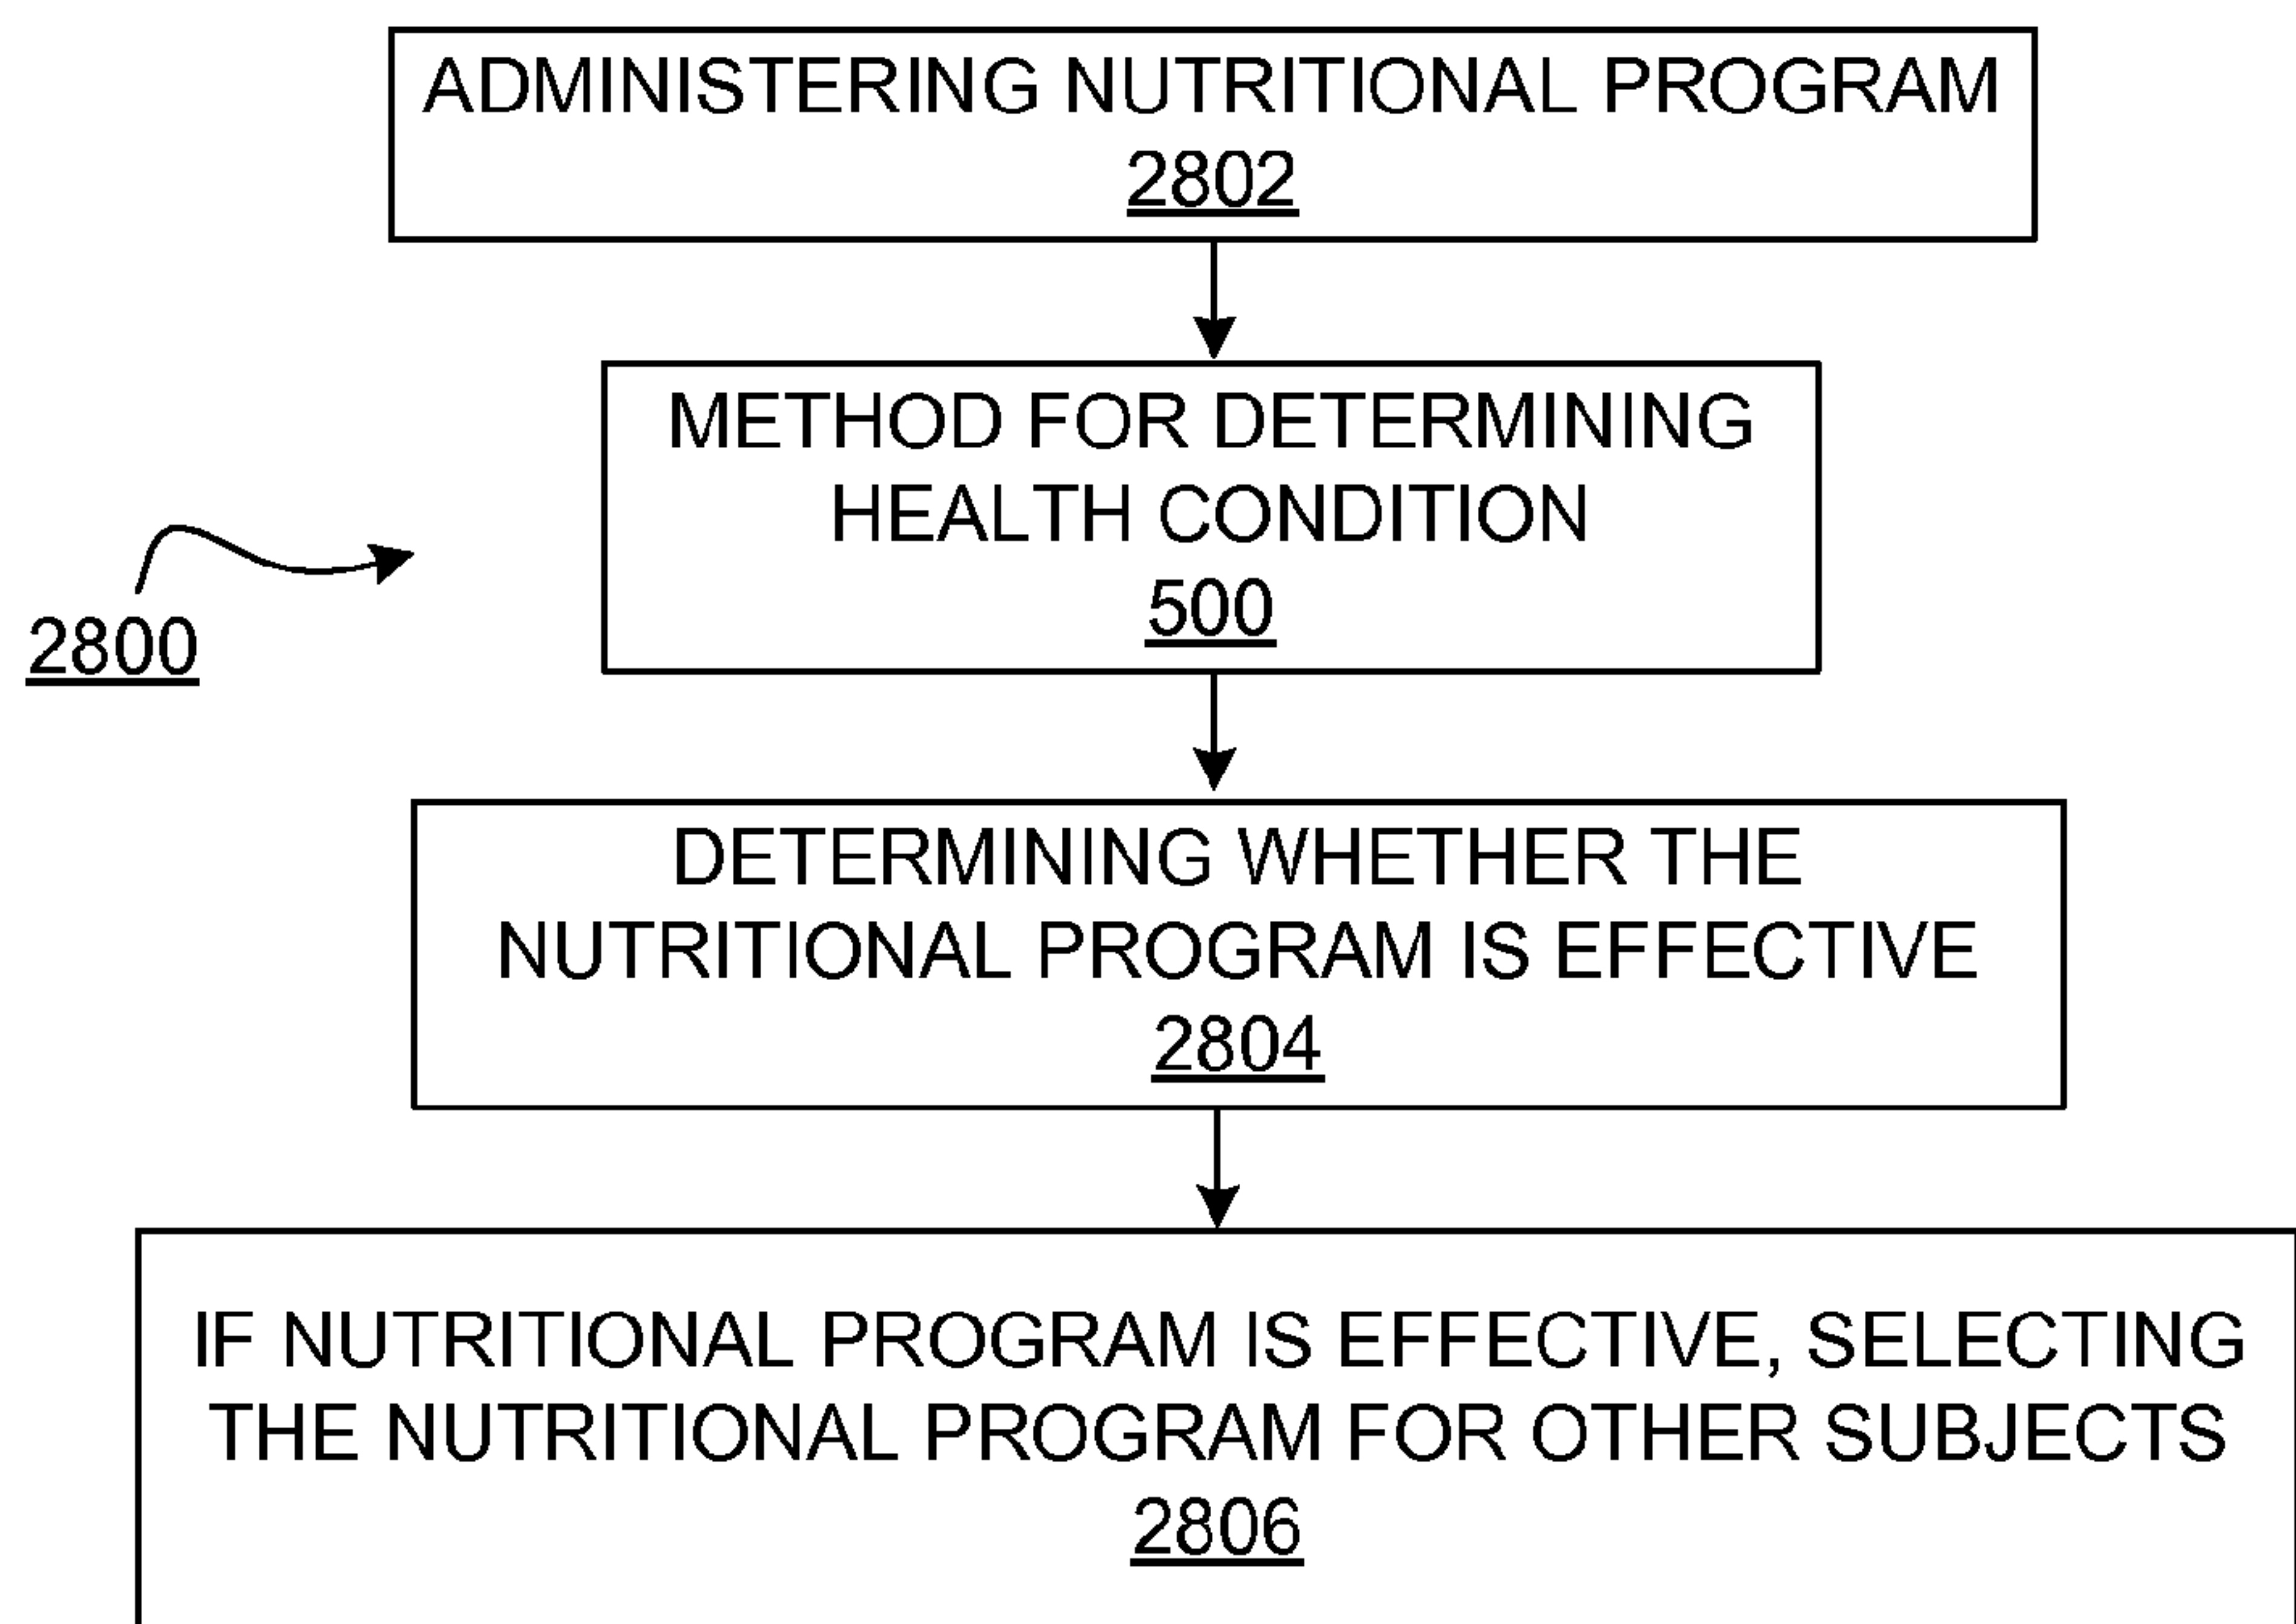 ADMINISTERING NUTRITIONAL PROGRAM
2802
METHOD FOR DETERMINING
HEALTH CONDITION
500
2800
DETERMINING WHETHER THE
NUTRITIONAL PROGRAM IS EFFECTIVE
2804
IF NUTRITIONAL PROGRAM IS EFFECTIVE, SELECTING
THE NUTRITIONAL PROGRAM FOR OTHER SUBJECTS
2806